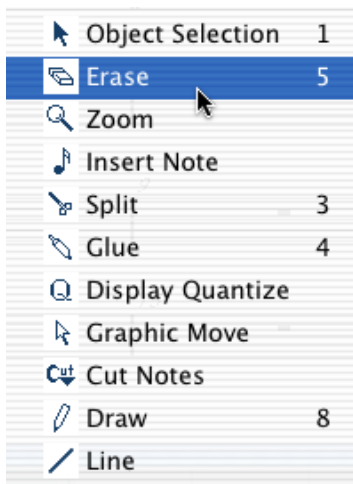 Object Selection 1
Erase 5
Zoom
Insert Note
Split 3
Glue 4
Q Display Quantize
Graphic Move
Cut Cut Notes
Draw 8
Line